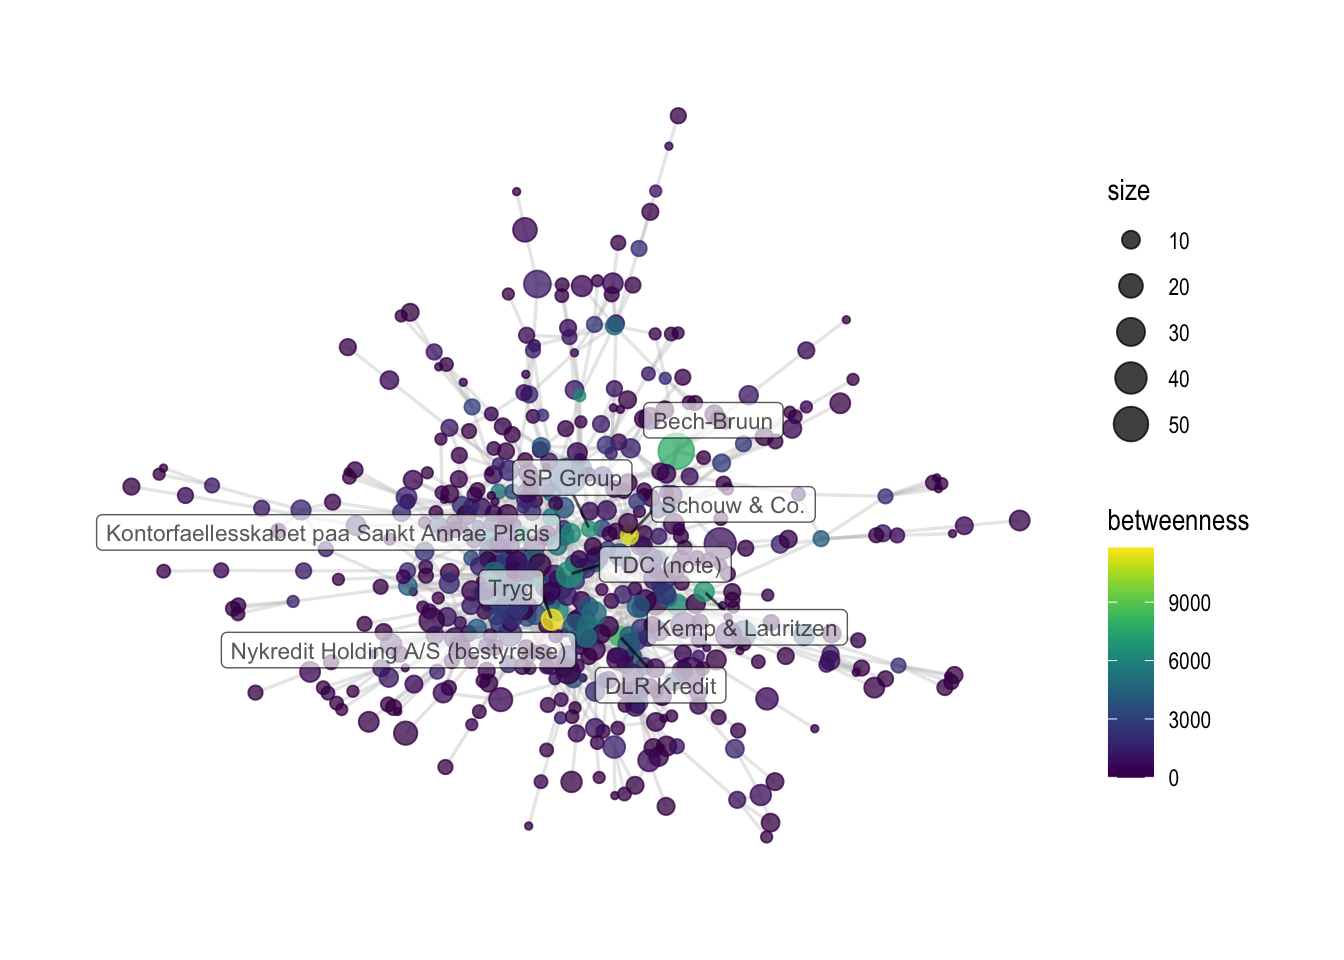 size
10
20
30
40
50
betweenness
9000
6000
3000
0
Bech-Bruun
SP Group
Schouw & Co.
Kontorfaellesskabet paa Sankt Annae Plads
TDC (note)
Tryg
Kemp & Lauritzen
Nykredit Holding A/S (bestyrelse)
DLR Kredit